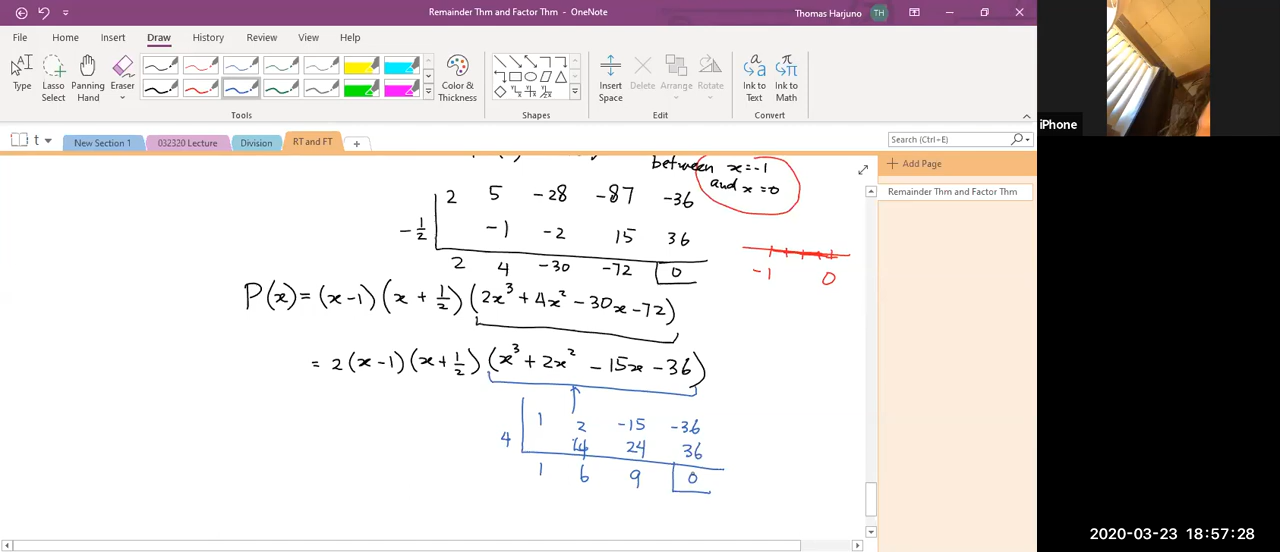 Remainder Thm and Factor Thm - OneNote
Thomas Harjuno TH
File Home Insert Draw History Review View Help
Type Lasso Select Panning Hand Eraser
Color & Thickness
Insert Space Delete Arrange Rotate
Ink to Text Ink to Math
Tools Shapes Edit Convert
t New Section 1 032320 Lecture Division RT and FT
Search (Ctrl+E)
Add Page
Remainder Thm and Factor Thm
iPhone
between x=-1
and x=0
2 5 -28 -87 -36
-1/2 -1 -2 15 36
2 4 -30 -72 0
-1 0
P(x) = (x-1)(x+1/2)(2x³+4x²-30x-72)
= 2(x-1)(x+1/2)(x³+2x²-15x-36)
1 2 -15 -36
4 4 24 36
1 6 9 0
2020-03-23 18:57:28